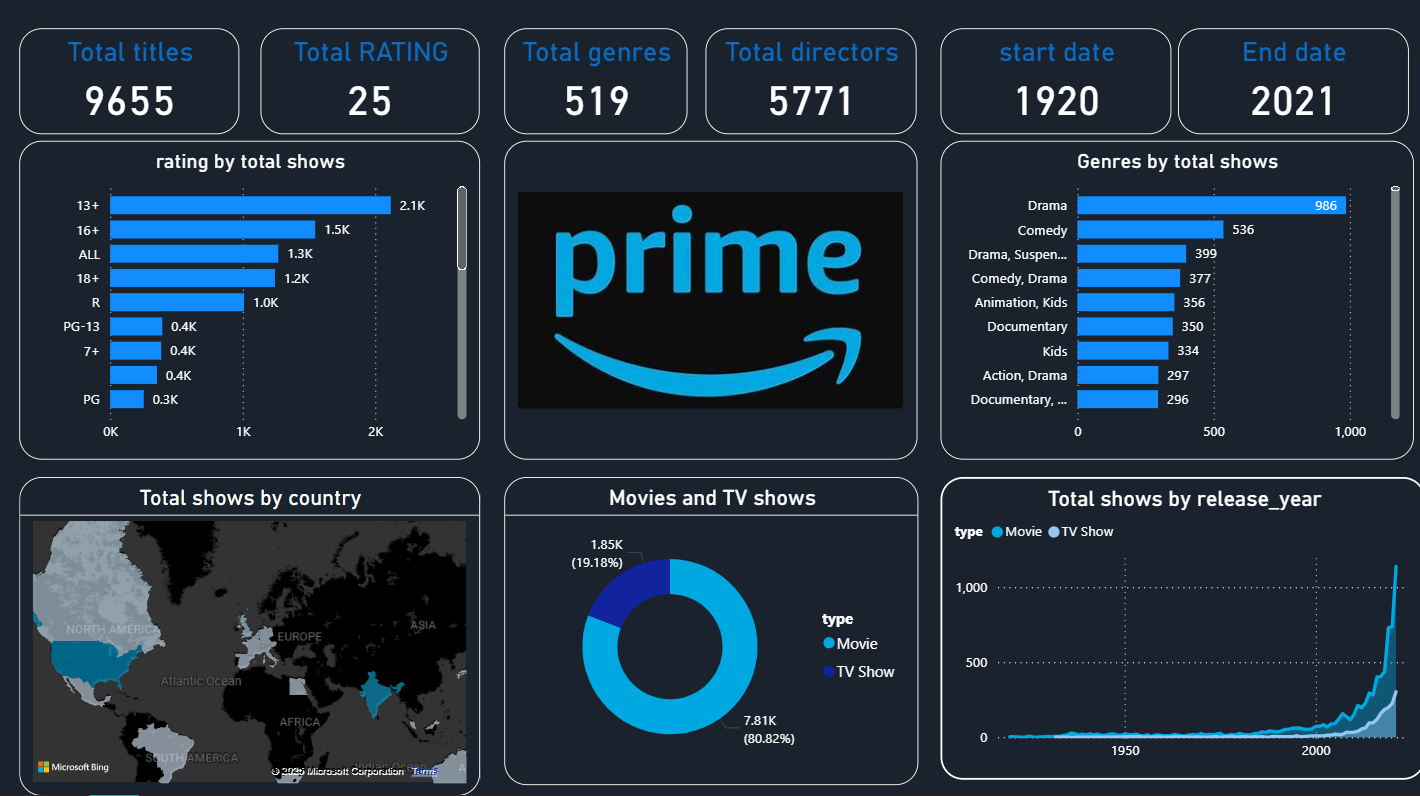 Total titles
9655
Total RATING
25
Total genres
519
Total directors
5771
start date
1920
End date
2021
rating by total shows
13+ 2.1K
16+ 1.5K
ALL 1.3K
18+ 1.2K
R 1.0K
PG-13 0.4K
7+ 0.4K
0.4K
PG 0.3K
0K 1K 2K
prime
Genres by total shows
Drama 986
Comedy 536
Drama, Suspen... 399
Comedy, Drama 377
Animation, Kids 356
Documentary 350
Kids 334
Action, Drama 297
Documentary, ... 296
0 500 1,000
Total shows by country
NORTH AMERICA
EUROPE
ASIA
Atlantic Ocean
AFRICA
SOUTH AMERICA
Indian Ocean
A
Microsoft Bing
© 2025 Microsoft Corporation Terms
Movies and TV shows
1.85K
(19.18%)
7.81K
(80.82%)
type
Movie
TV Show
Total shows by release_year
type Movie TV Show
1,000
500
0
1950 2000